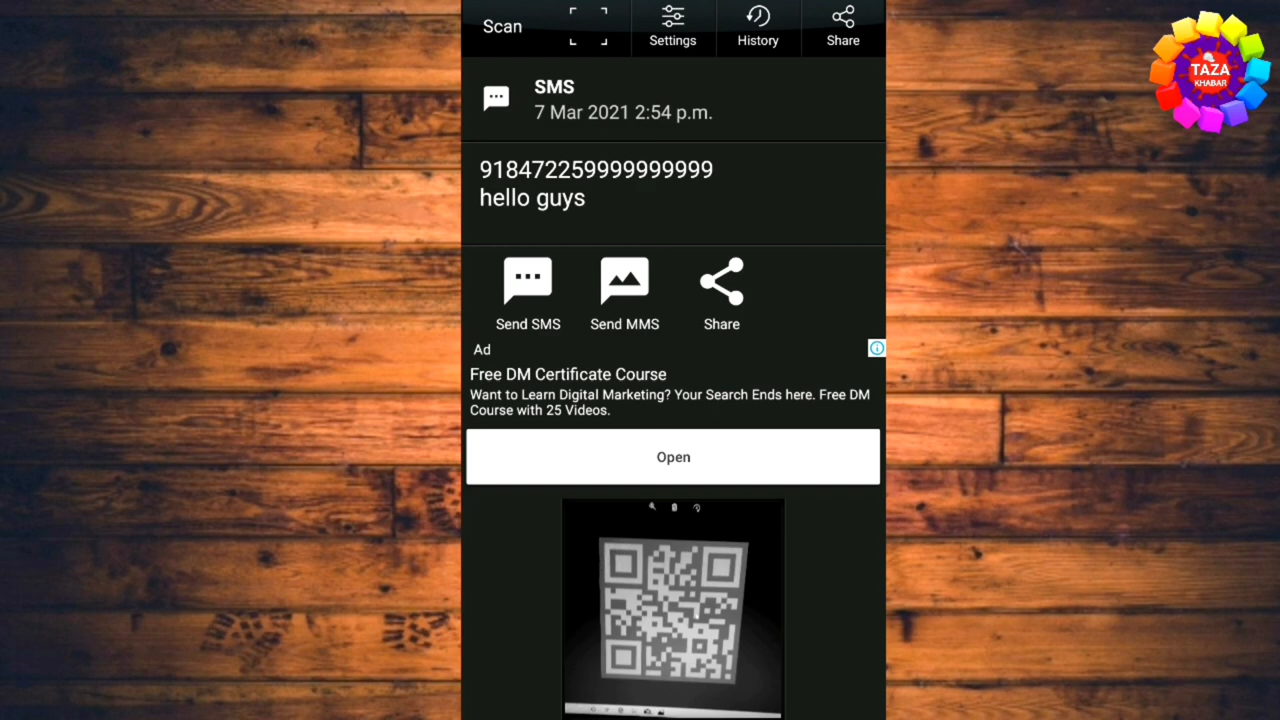 Scan
Settings
History
Share
TAZA
KHABAR
SMS
7 Mar 2021 2:54 p.m.
918472259999999999
hello guys
Send SMS
Send MMS
Share
Ad
Free DM Certificate Course
Want to Learn Digital Marketing? Your Search Ends here. Free DM
Course with 25 Videos.
Open